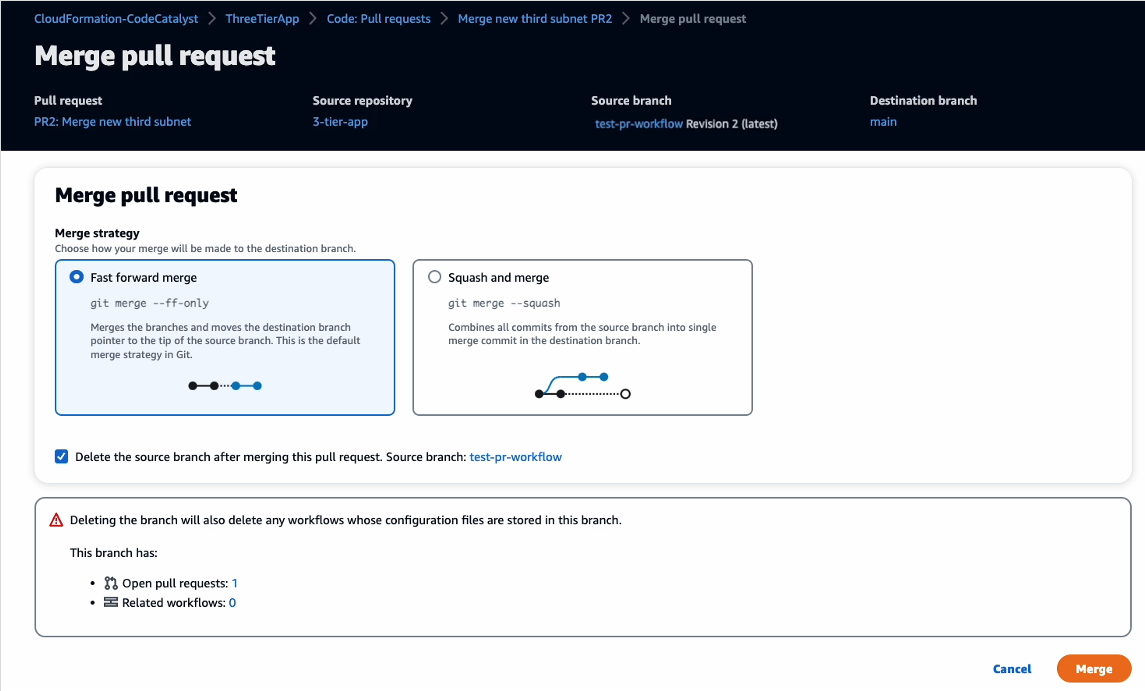 CloudFormation-CodeCatalyst > ThreeTierApp > Code: Pull requests > Merge new third subnet PR2 > Merge pull request
Merge pull request
Pull request
PR2: Merge new third subnet
Source repository
3-tier-app
Source branch
test-pr-workflow Revision 2 (latest)
Destination branch
main
Merge pull request
Merge strategy
Choose how your merge will be made to the destination branch.
Fast forward merge
git merge --ff-only
Merges the branches and moves the destination branch
pointer to the tip of the source branch. This is the default
merge strategy in Git.
Squash and merge
git merge --squash
Combines all commits from the source branch into single
merge commit in the destination branch.
Delete the source branch after merging this pull request. Source branch: test-pr-workflow
Deleting the branch will also delete any workflows whose configuration files are stored in this branch.
This branch has:
• Open pull requests: 1
• Related workflows: 0
Cancel
Merge